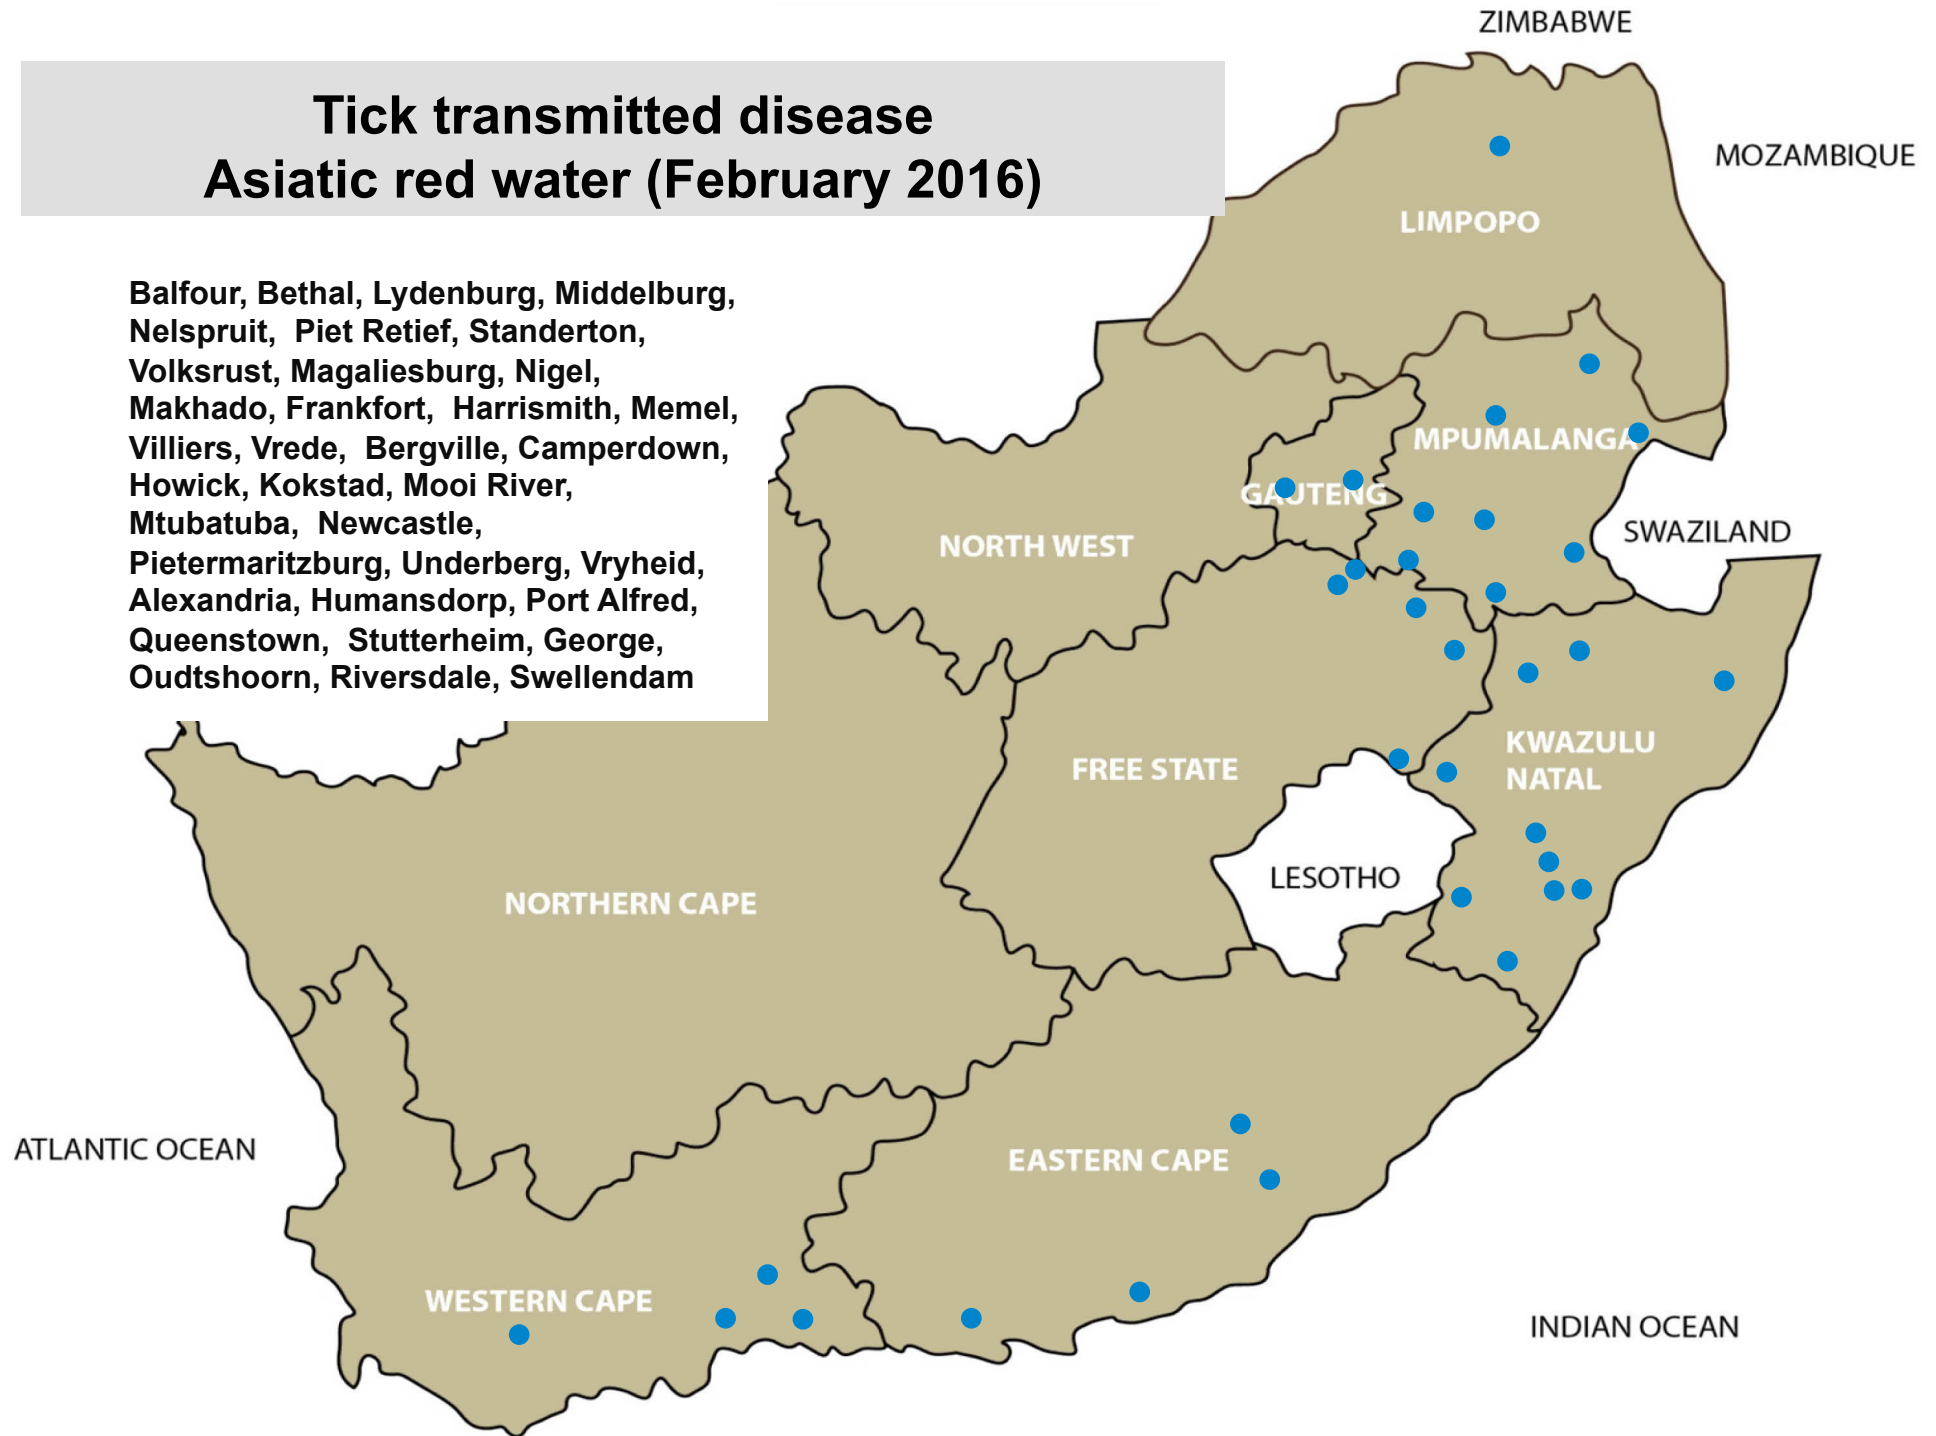 Tick transmitted disease
Asiatic red water (February 2016)
Balfour, Bethal, Lydenburg, Middelburg,
Nelspruit,  Piet Retief, Standerton,
Volksrust, Magaliesburg, Nigel,
Makhado, Frankfort,  Harrismith, Memel,
Villiers, Vrede,  Bergville, Camperdown,
Howick, Kokstad, Mooi River,
Mtubatuba,  Newcastle,
Pietermaritzburg, Underberg, Vryheid,
Alexandria, Humansdorp, Port Alfred,
Queenstown,  Stutterheim, George,
Oudtshoorn, Riversdale, Swellendam
ZIMBABWE
MOZAMBIQUE
LIMPOPO
MPUMALANGA
GAUTENG
SWAZILAND
NORTH WEST
KWAZULU
NATAL
FREE STATE
LESOTHO
NORTHERN CAPE
ATLANTIC OCEAN
EASTERN CAPE
WESTERN CAPE
INDIAN OCEAN